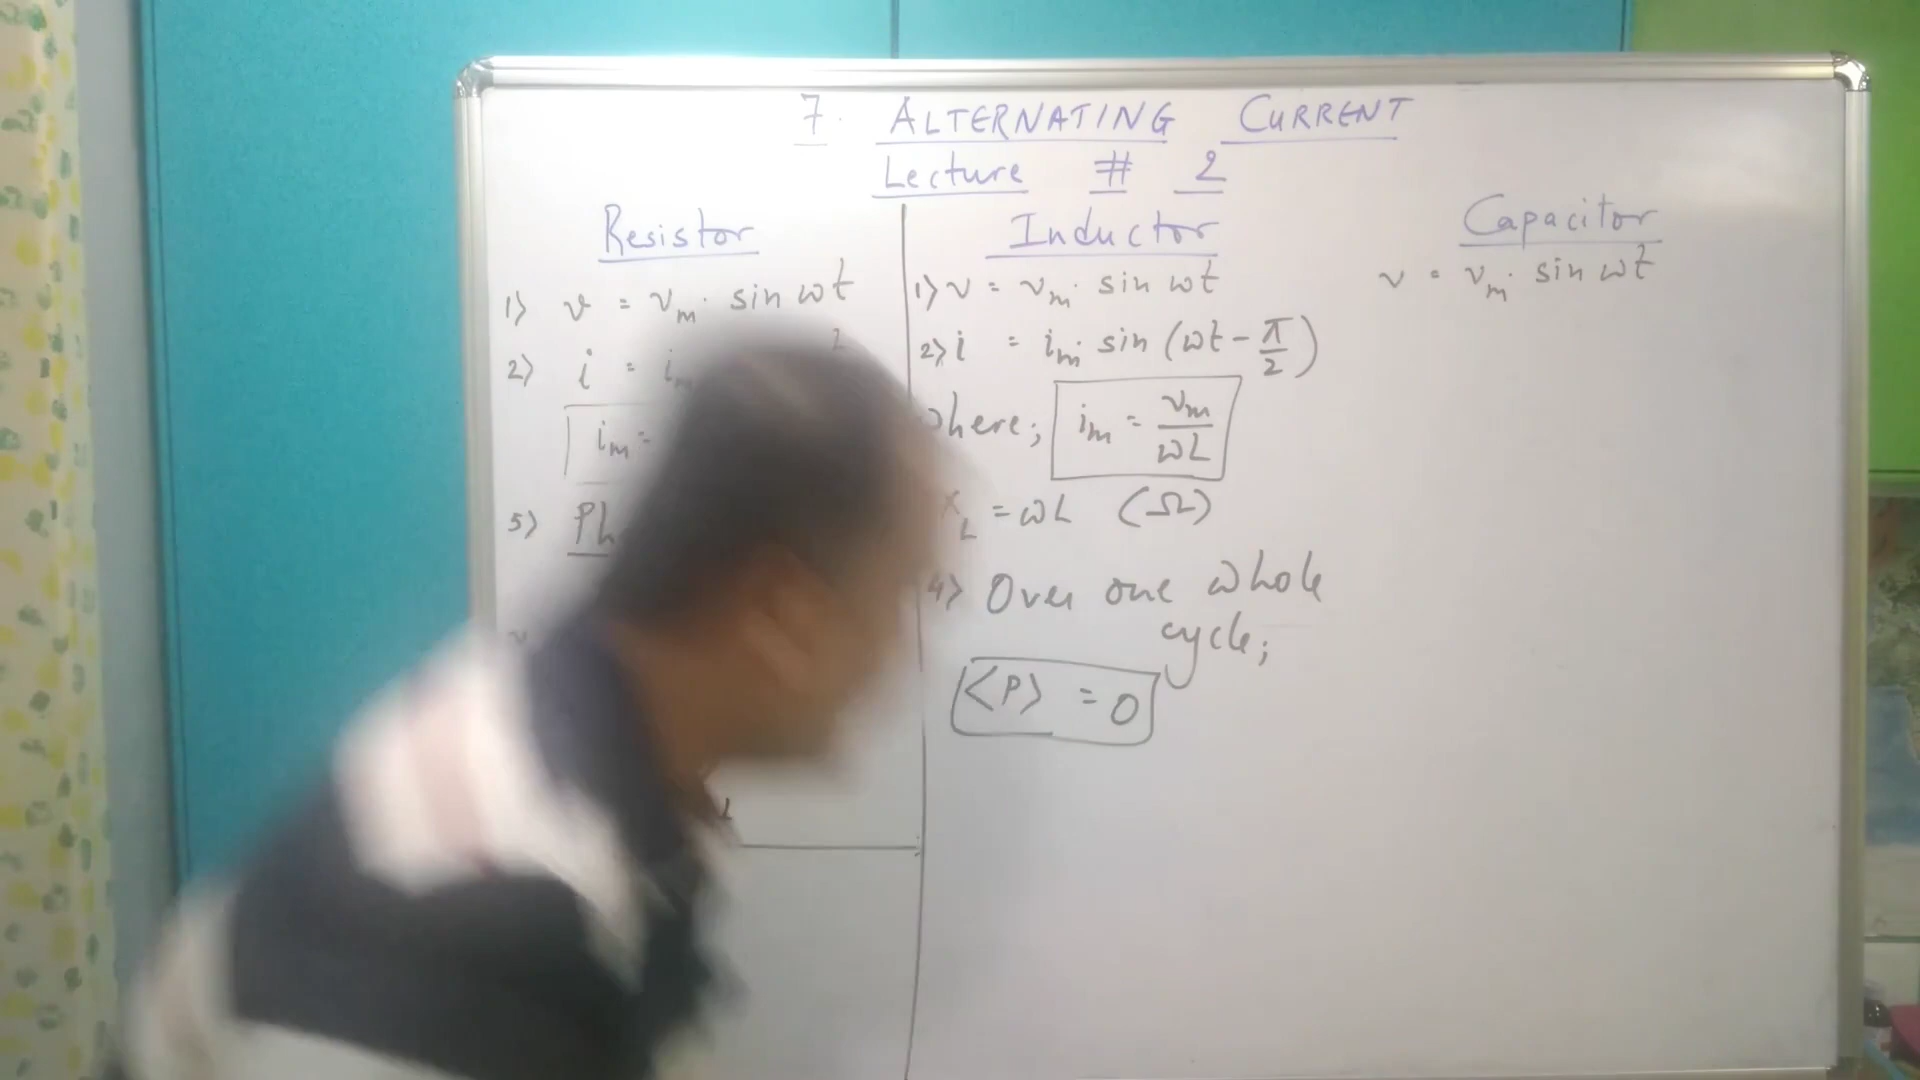 7. ALTERNATING CURRENT
Lecture # 2
Resistor
1) v = vm. sin ωt
2) i = im
im =
5) Ph
Inductor
1) v = vm. sin ωt
2) i = im. sin (ωt - π/2)
where; im = vm/ωL
XL = ωL (Ω)
4) Over one whole
cycle;
<P> = 0
Capacitor
v = vm. sin ωt